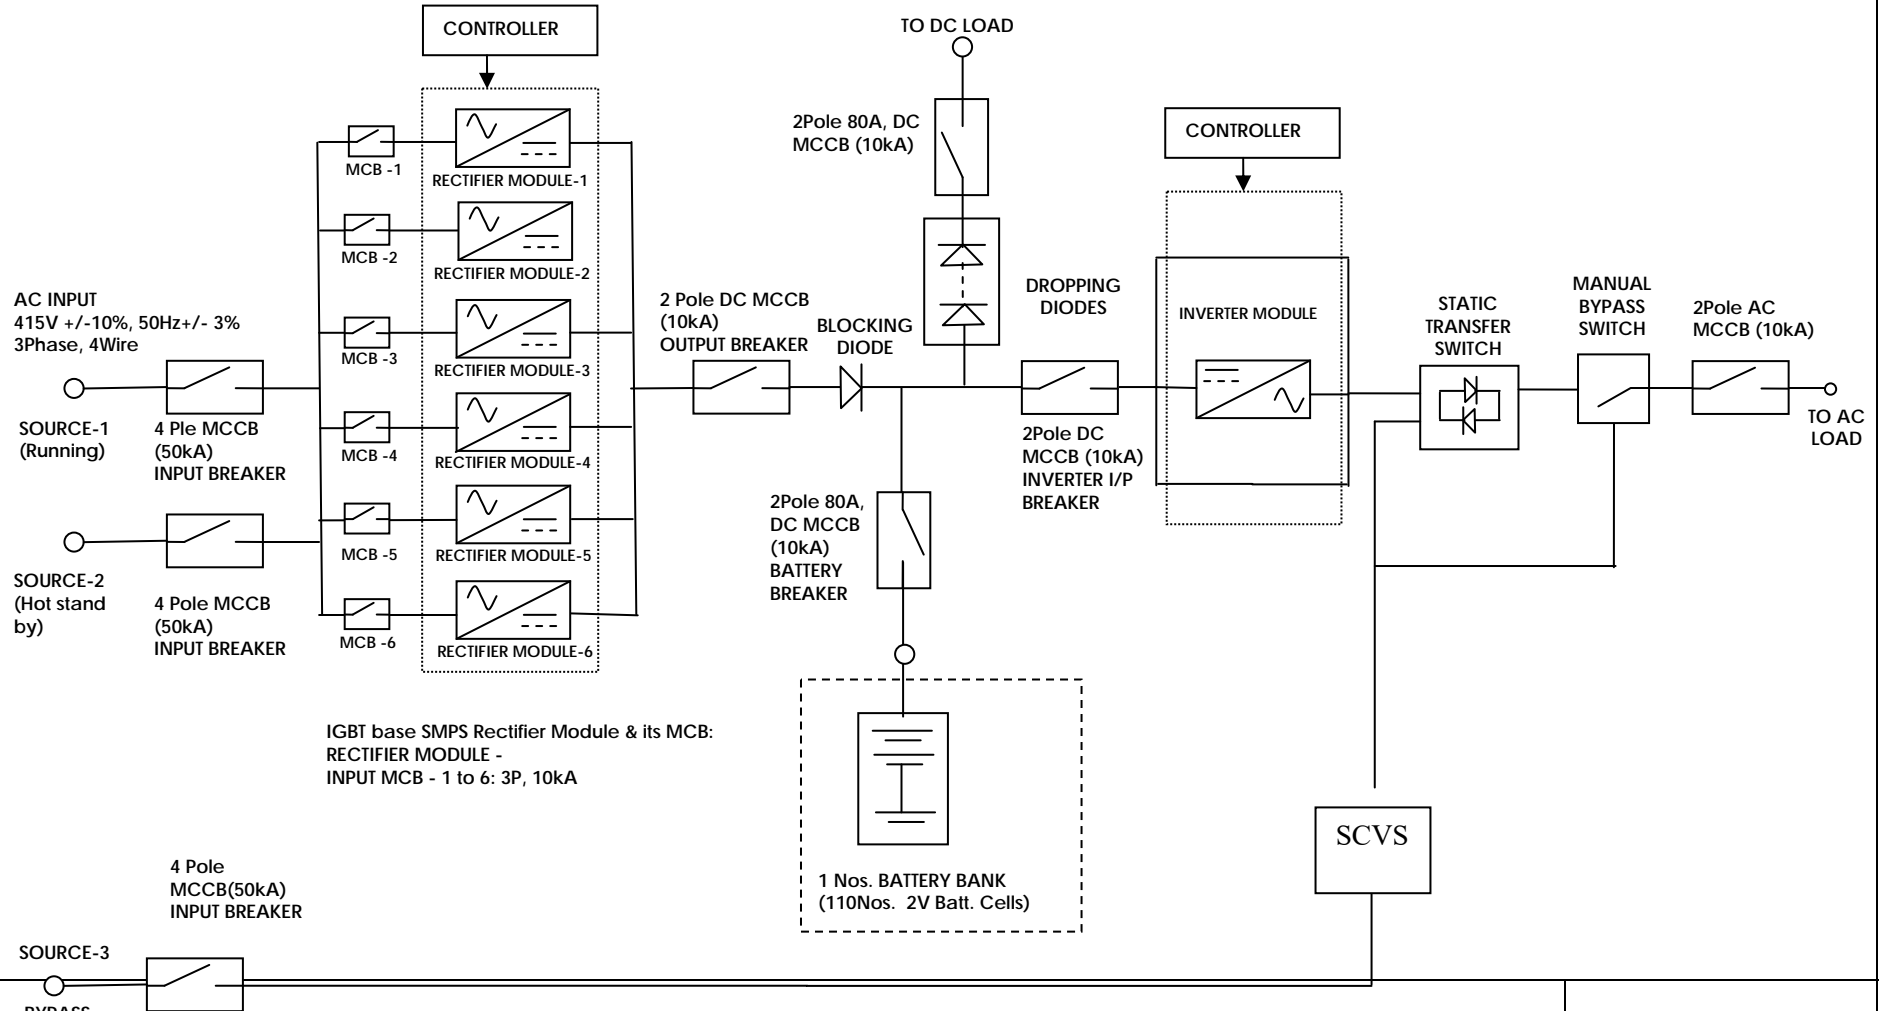 CONTROLLER
TO DC LOAD
2Pole 80A, DC
MCCB (10kA)
CONTROLLER
MCB -1
RECTIFIER MODULE-1
MCB -2
RECTIFIER MODULE-2
AC INPUT
415V +/-10%, 50Hz+/- 3%
3Phase, 4Wire
MCB -3
RECTIFIER MODULE-3
2 Pole DC MCCB
(10kA)
OUTPUT BREAKER
BLOCKING
DIODE
DROPPING
DIODES
INVERTER MODULE
STATIC
TRANSFER
SWITCH
MANUAL
BYPASS
SWITCH
2Pole AC
MCCB (10kA)
SOURCE-1
(Running)
4 Ple MCCB
(50kA)
INPUT BREAKER
MCB -4
RECTIFIER MODULE-4
2Pole DC
MCCB (10kA)
INVERTER I/P
BREAKER
TO AC
LOAD
2Pole 80A,
DC MCCB
(10kA)
BATTERY
BREAKER
MCB -5
RECTIFIER MODULE-5
SOURCE-2
(Hot stand
by)
4 Pole MCCB
(50kA)
INPUT BREAKER
MCB -6
RECTIFIER MODULE-6
IGBT base SMPS Rectifier Module & its MCB:
RECTIFIER MODULE -
INPUT MCB - 1 to 6: 3P, 10kA
SCVS
1 Nos. BATTERY BANK
(110Nos. 2V Batt. Cells)
4 Pole
MCCB(50kA)
INPUT BREAKER
SOURCE-3
BYPASS